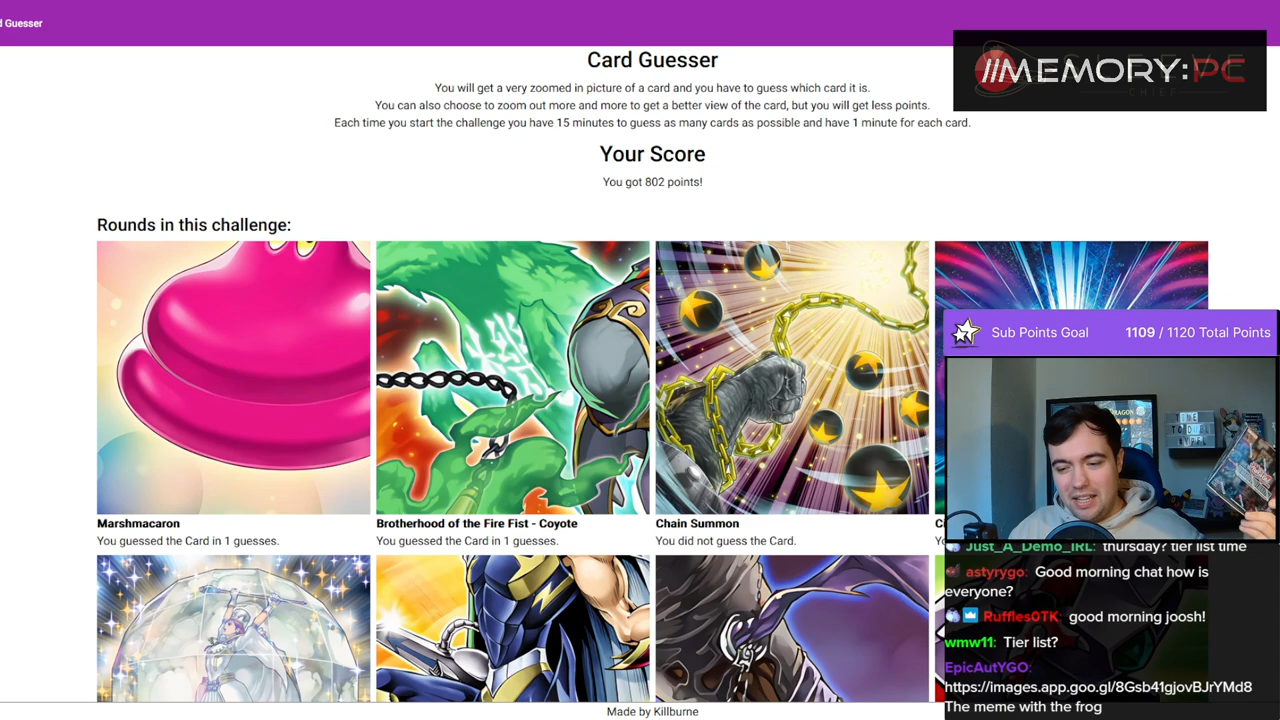 d Guesser
Card Guesser
You will get a very zoomed in picture of a card and you have to guess which card it is.
You can also choose to zoom out more and more to get a better view of the card, but you will get less points.
Each time you start the challenge you have 15 minutes to guess as many cards as possible and have 1 minute for each card.
//MEMORY:PC
CHIEF
Your Score
You got 802 points!
Rounds in this challenge:
Marshmacaron
You guessed the Card in 1 guesses.
Brotherhood of the Fire Fist - Coyote
You guessed the Card in 1 guesses.
Chain Summon
You did not guess the Card.
Sub Points Goal 1109 / 1120 Total Points
Just_A_Demo_IRL: thursday? tier list time
astyrygo: Good morning chat how is
everyone?
Ruffles0TK: good morning joosh!
wmw11: Tier list?
EpicAutYGO:
https://images.app.goo.gl/8Gsb41gjovBJrYMd8
The meme with the frog
Made by Killburne